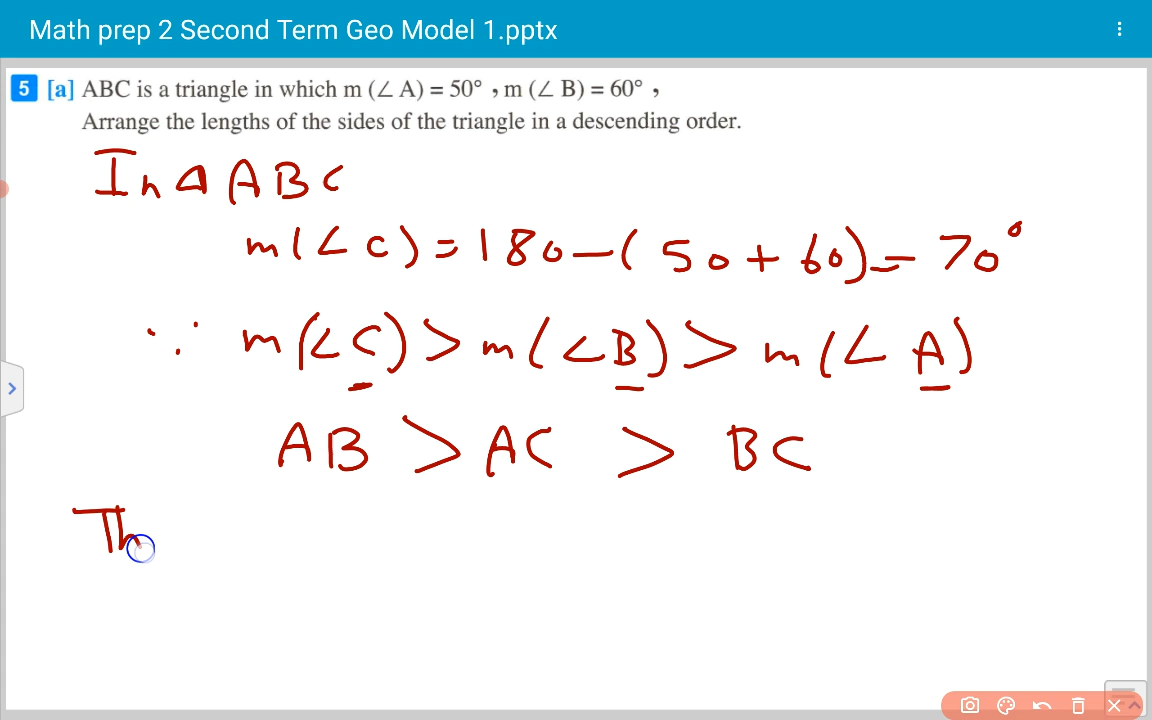 Math prep 2 Second Term Geo Model 1.pptx
5 [a] ABC is a triangle in which m (∠ A) = 50° , m (∠ B) = 60° ,
Arrange the lengths of the sides of the triangle in a descending order.
In Δ ABC
m(∠C) = 180 – (50 + 60) = 70°
∵ m(∠C) > m(∠B) > m(∠A)
AB > AC > BC
Th